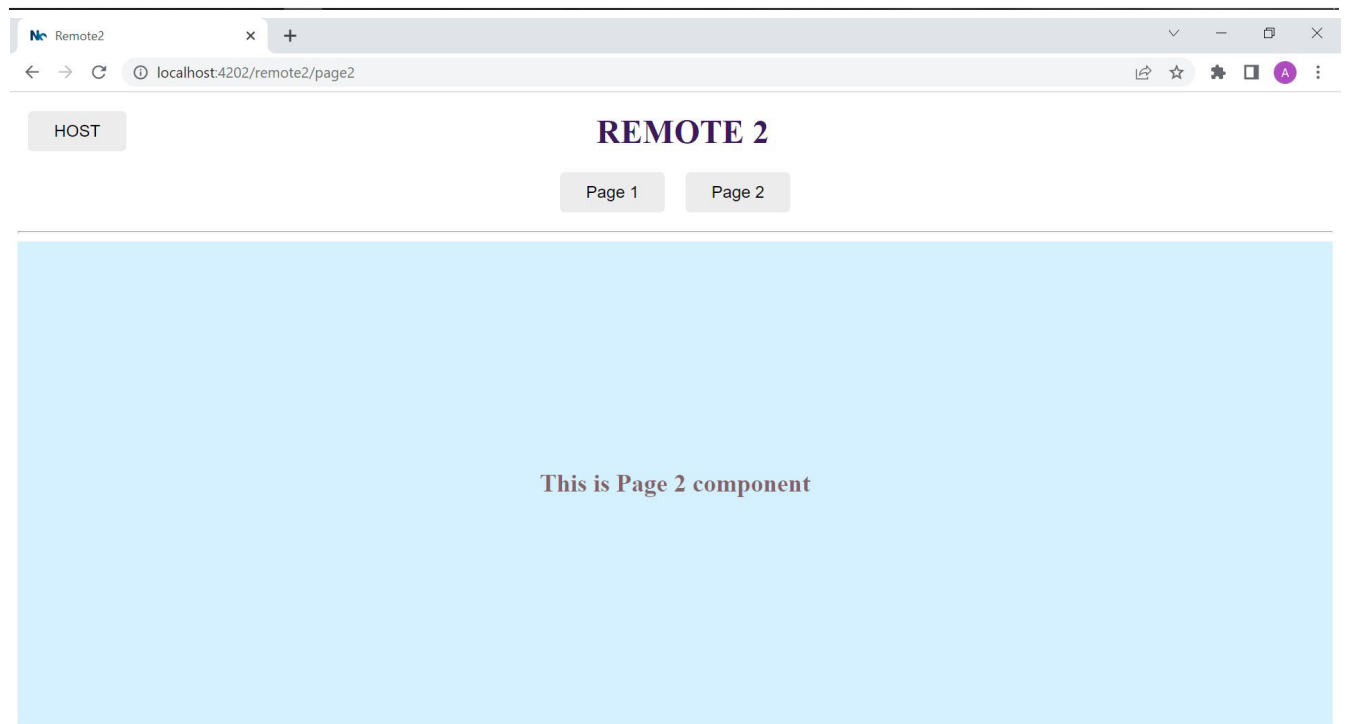 Remote2
localhost:4202/remote2/page2
A
HOST
REMOTE 2
Page 1 Page 2
This is Page 2 component